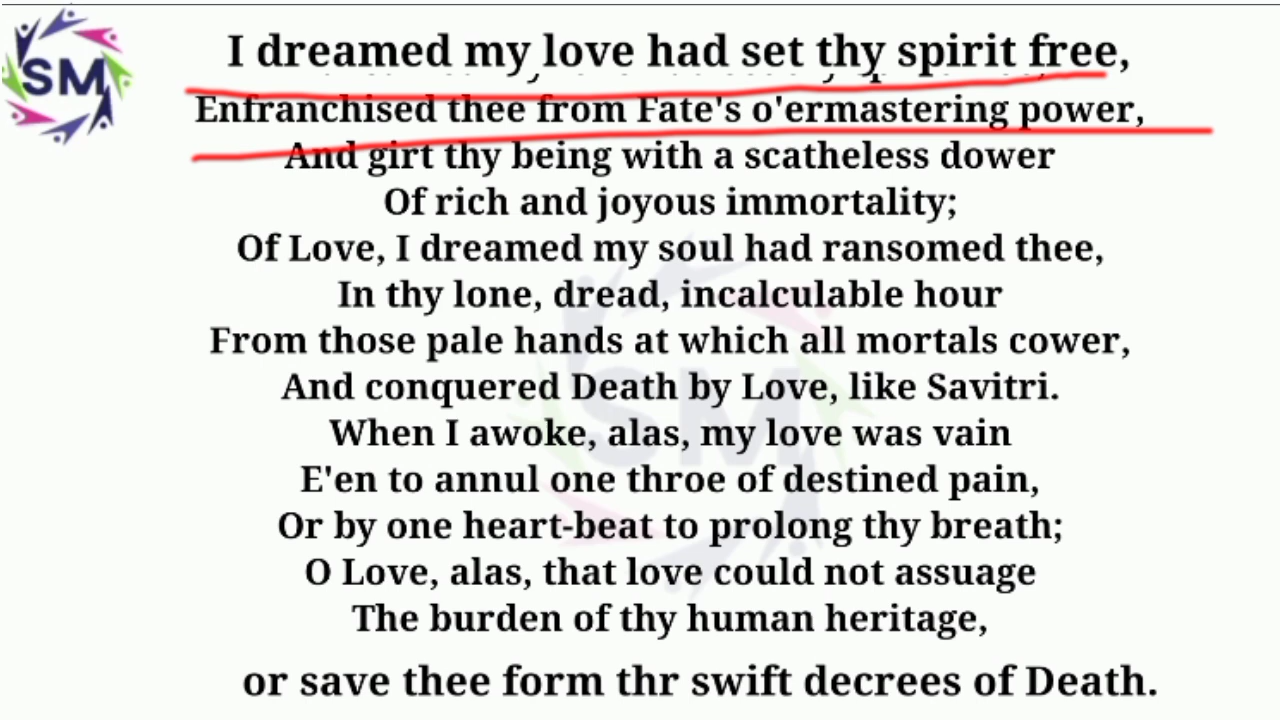 SM
I dreamed my love had set thy spirit free,
Enfranchised thee from Fate's o'ermastering power,
And girt thy being with a scatheless dower
Of rich and joyous immortality;
Of Love, I dreamed my soul had ransomed thee,
In thy lone, dread, incalculable hour
From those pale hands at which all mortals cower,
And conquered Death by Love, like Savitri.
When I awoke, alas, my love was vain
E'en to annul one throe of destined pain,
Or by one heart-beat to prolong thy breath;
O Love, alas, that love could not assuage
The burden of thy human heritage,
or save thee form thr swift decrees of Death.
SM